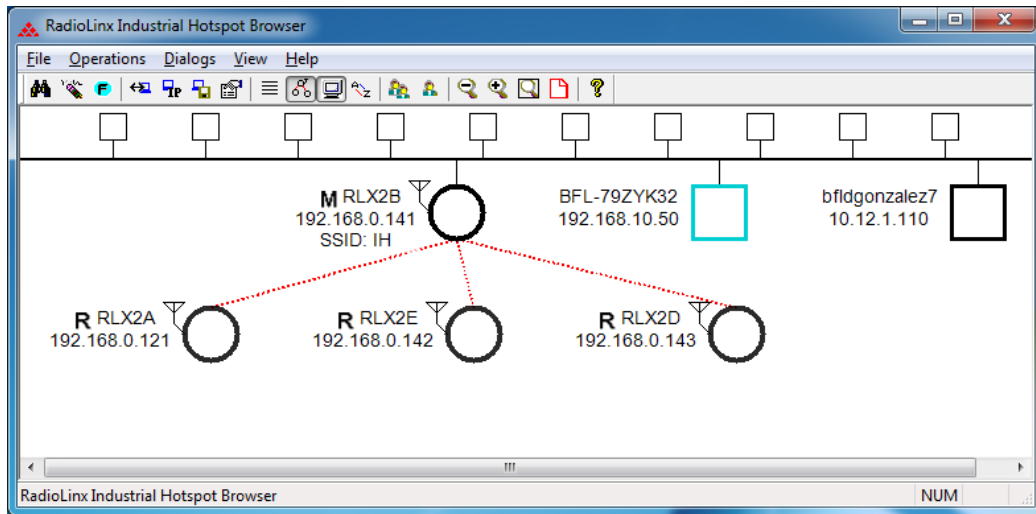 RadioLinx Industrial Hotspot Browser
File Operations Dialogs View Help
F IP A Z ?
M RLX2B
192.168.0.141
SSID: IH
BFL-79ZYK32
192.168.10.50
bfldgonzalez7
10.12.1.110
R RLX2A
192.168.0.121
R RLX2E
192.168.0.142
R RLX2D
192.168.0.143
RadioLinx Industrial Hotspot Browser NUM